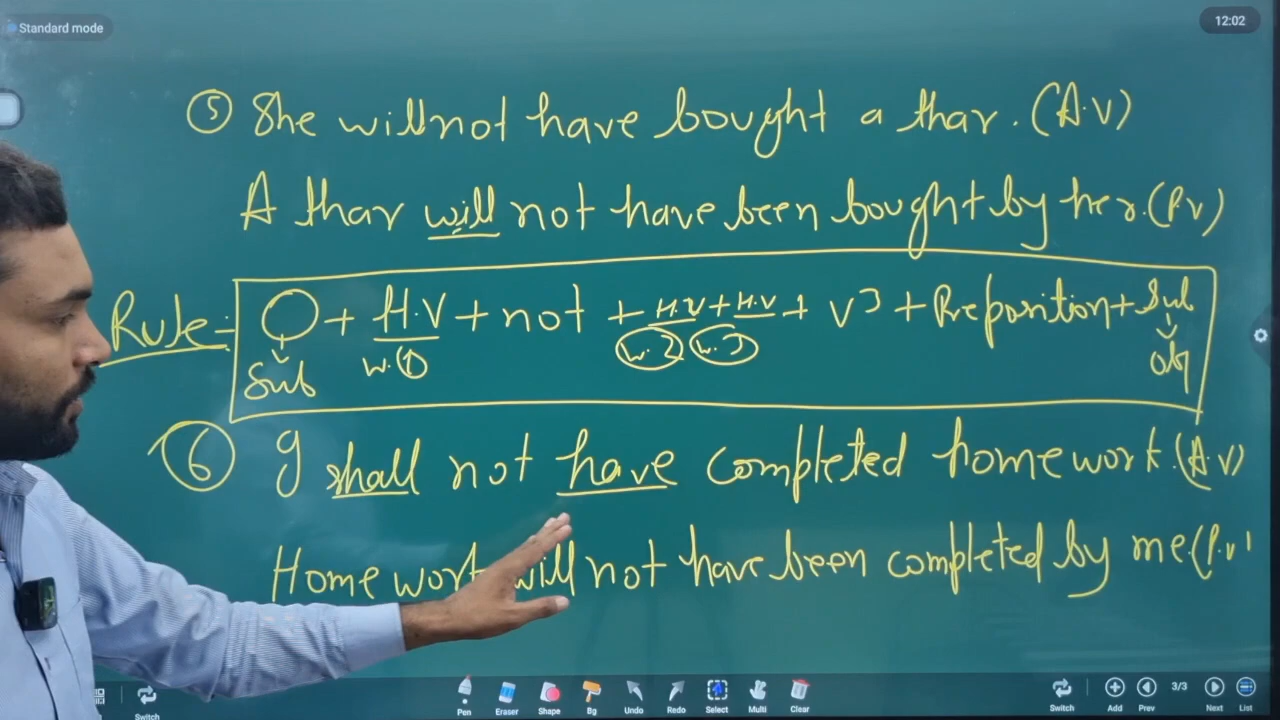 Standard mode
12:02
⑤ She will not have bought a thar. (A.V)
A thar will not have been bought by her. (P.V)
Rule:- O + H.V + not + H.V + H.V + V3 + Preposition + Sub
Sub w.① w.2 w.3 obj
⑥ I shall not have completed homework. (A.V)
Homework will not have been completed by me. (P.V)
Switch Pen Eraser Shape Bg Undo Redo Select Multi Clear Switch Add Prev 3/3 Next List